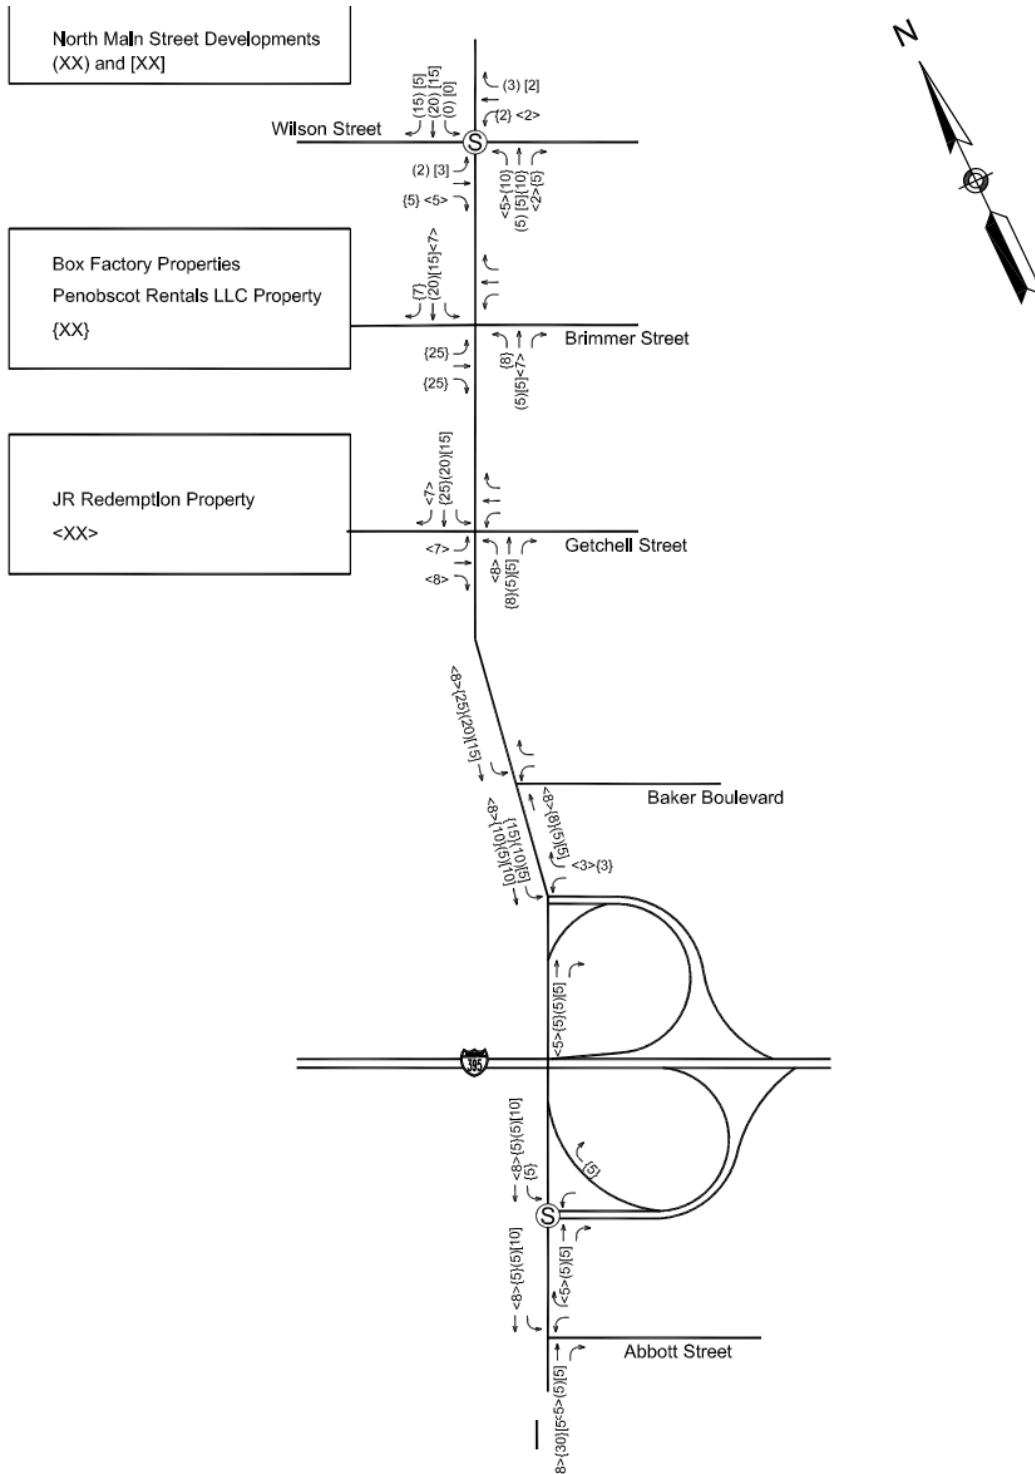 North Main Street Developments
(XX) and [XX]
N
(15) [5]
(20) [15]
(0) [0]
(3) [2]
{2} <2>
Wilson Street
S
(2) [3]
{5} <5>
<5>{10}
(5) [5]{10}
<2>{5}
Box Factory Properties
Penobscot Rentals LLC Property
{XX}
{7}
(20)[15]<7>
Brimmer Street
{25}
{25}
{8}
(5)[5]<7>
JR Redemption Property
<XX>
<7>
{25}(20)[15]
Getchell Street
<7>
<8>
<8>
{8}(5)[5]
<8>{25}(20)[15]
Baker Boulevard
<8>{8}(5)[5]
{15}(10)[5]
<8>{10}(5)[10]
<3>{3}
<5>{5}(5)[5]
395
<8>{5}(5)[10]
{5}
{5}
S
<8>{5}(5)[10]
<5>(5)[5]
Abbott Street
8>{30}[5<5>(5)[5]